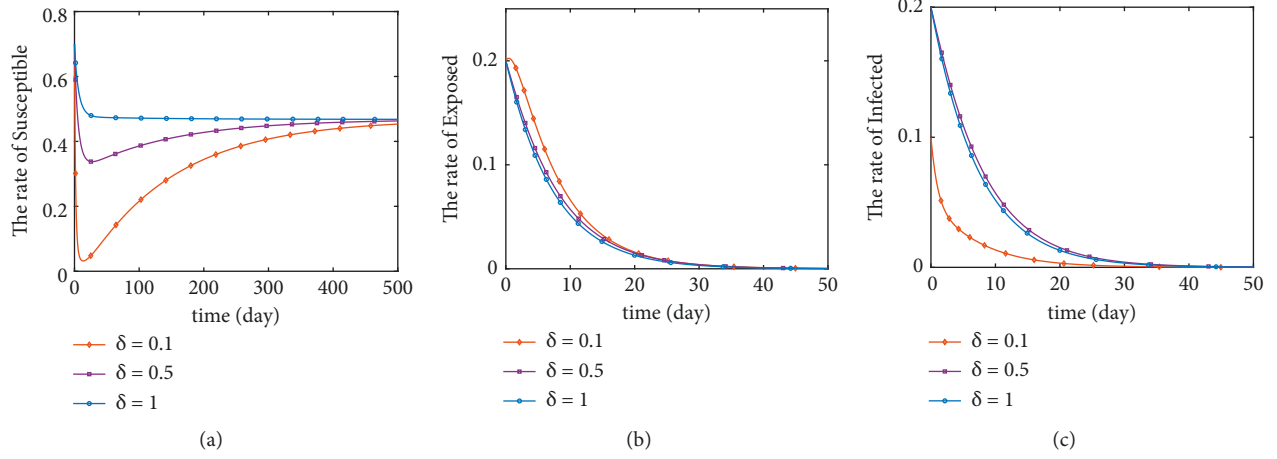 The rate of Susceptible
0.8
0.6
0.4
0.2
0
0
100
200
300
400
500
time (day)
δ = 0.1
δ = 0.5
δ = 1
(a)
The rate of Exposed
0.2
0.1
0
0
10
20
30
40
50
time (day)
δ = 0.1
δ = 0.5
δ = 1
(b)
The rate of Infected
0.2
0.1
0
0
10
20
30
40
50
time (day)
δ = 0.1
δ = 0.5
δ = 1
(c)